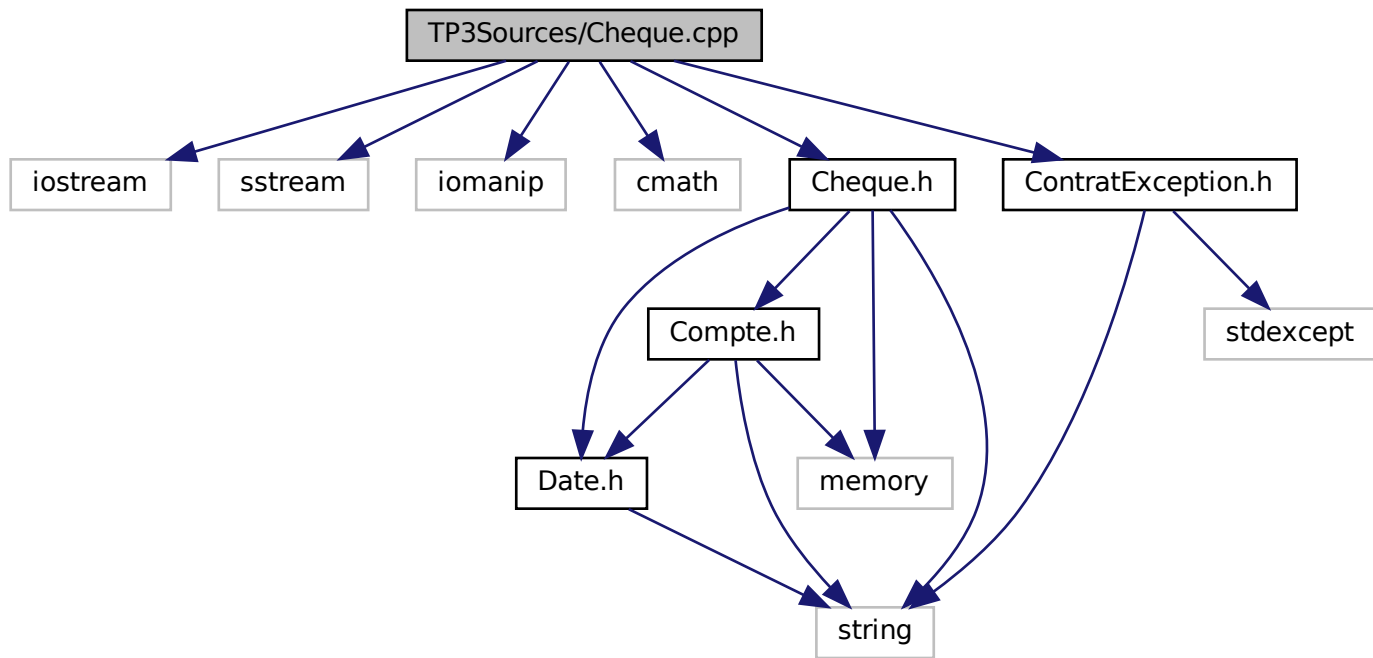 TP3Sources/Cheque.cpp
iostream
sstream
iomanip
cmath
Cheque.h
ContratException.h
Compte.h
stdexcept
Date.h
memory
string